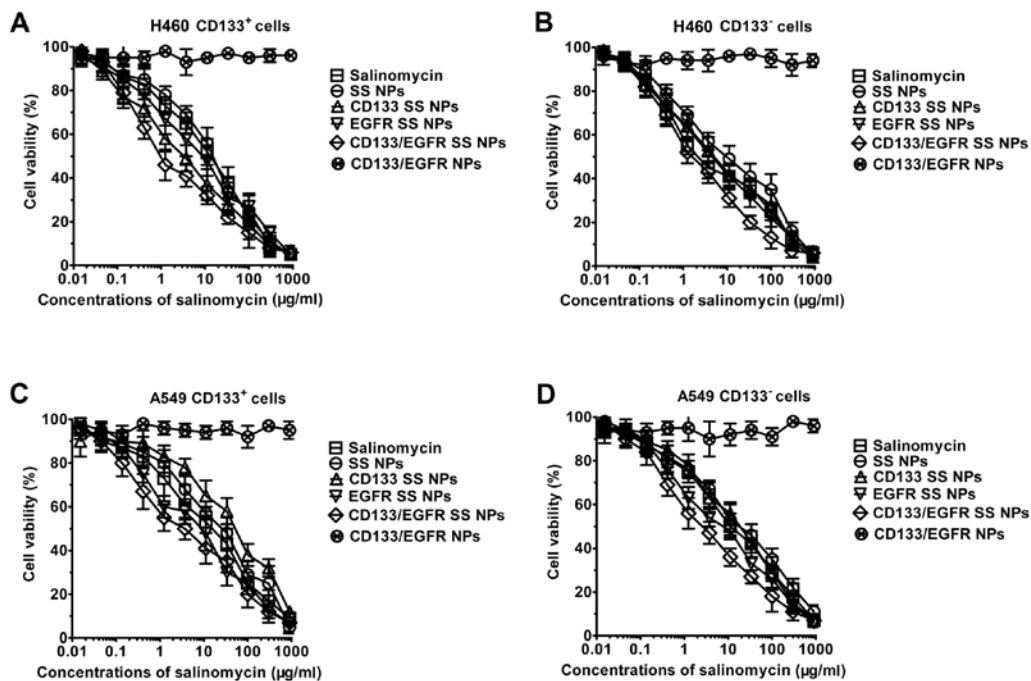 A
H460 CD133+ cells
Cell viability (%)
100
80
60
40
20
0
0.01 0.1 1 10 100 1000
Concentrations of salinomycin (µg/ml)
Salinomycin
SS NPs
CD133 SS NPs
EGFR SS NPs
CD133/EGFR SS NPs
CD133/EGFR NPs
B
H460 CD133- cells
Cell viability (%)
100
80
60
40
20
0
0.01 0.1 1 10 100 1000
Concentrations of salinomycin (µg/ml)
Salinomycin
SS NPs
CD133 SS NPs
EGFR SS NPs
CD133/EGFR SS NPs
CD133/EGFR NPs
C
A549 CD133+ cells
Cell viability (%)
100
80
60
40
20
0
0.01 0.1 1 10 100 1000
Concentrations of salinomycin (µg/ml)
Salinomycin
SS NPs
CD133 SS NPs
EGFR SS NPs
CD133/EGFR SS NPs
CD133/EGFR NPs
D
A549 CD133- cells
Cell viability (%)
100
80
60
40
20
0
0.01 0.1 1 10 100 1000
Concentrations of salinomycin (µg/ml)
Salinomycin
SS NPs
CD133 SS NPs
EGFR SS NPs
CD133/EGFR SS NPs
CD133/EGFR NPs